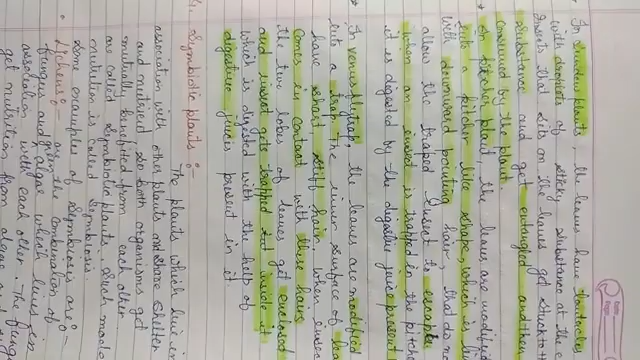 In sundew plants, the leaves have tentacles
with droplets of sticky substance at the
insects that sits on the leaves get stuck to
substance and get entangled and then
consumed by the plant.
In pitcher plant, the leaves are modified
into a pitcher like shape, which is
with downward pointing hair, that do not
allow the traped insect to escape
When an insect is trapped in the pitcher
it is digested by the digestive juice present
In venus flytrap, the leaves are modified
into a trap. The inner surface of
have short stiff hair, when insect
comes in contact with these hairs
the two lobes of leaves get enclosed
and insect gets trapped inside it
which is digested with the help of
digestive juices present in it
4. Symbiotic plants :-
The plants which live in
association with other plants and share shelter
and nutrients so both organisms get
mutually benifited from each other
are called symbiotic plants. Such mode
nutrition is called symbiosis.
Some examples of symbiosis are :-
Lichens :- are the combination of
fungus and green algae which lives in
association with each other. The fungus
get nutrition from algae and